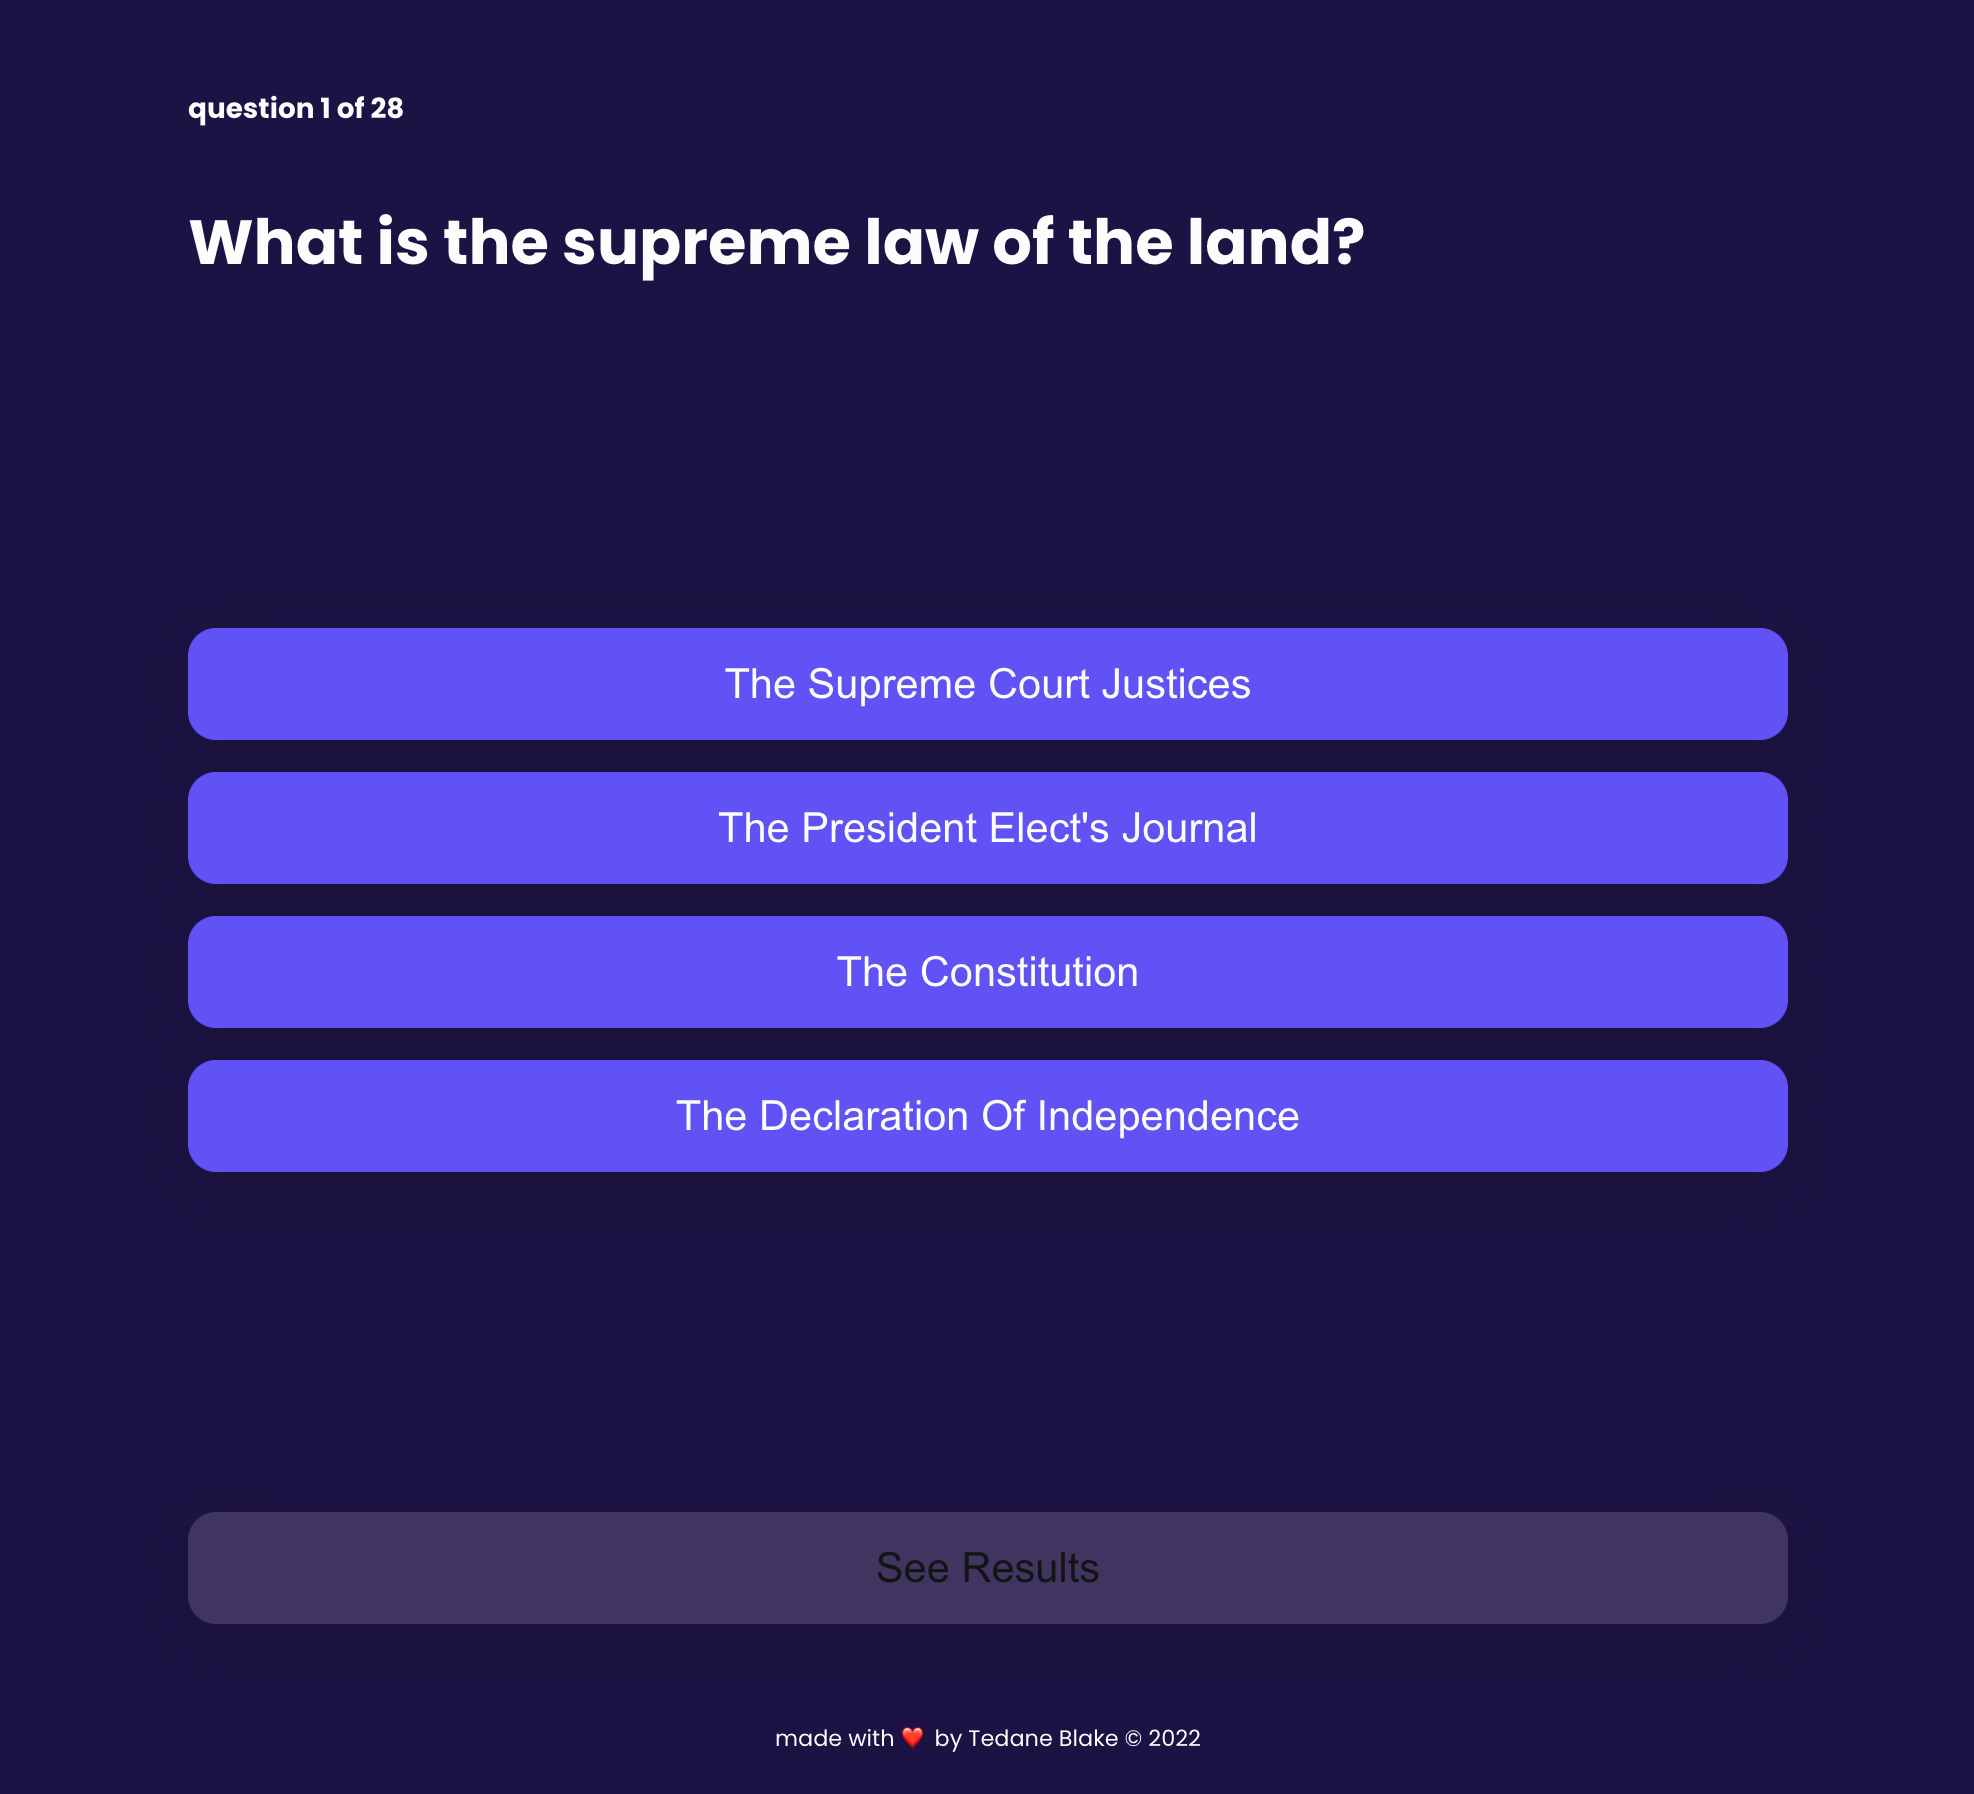 question 1 of 28
What is the supreme law of the land?
The Supreme Court Justices
The President Elect's Journal
The Constitution
The Declaration Of Independence
See Results
made with ❤️ by Tedane Blake © 2022